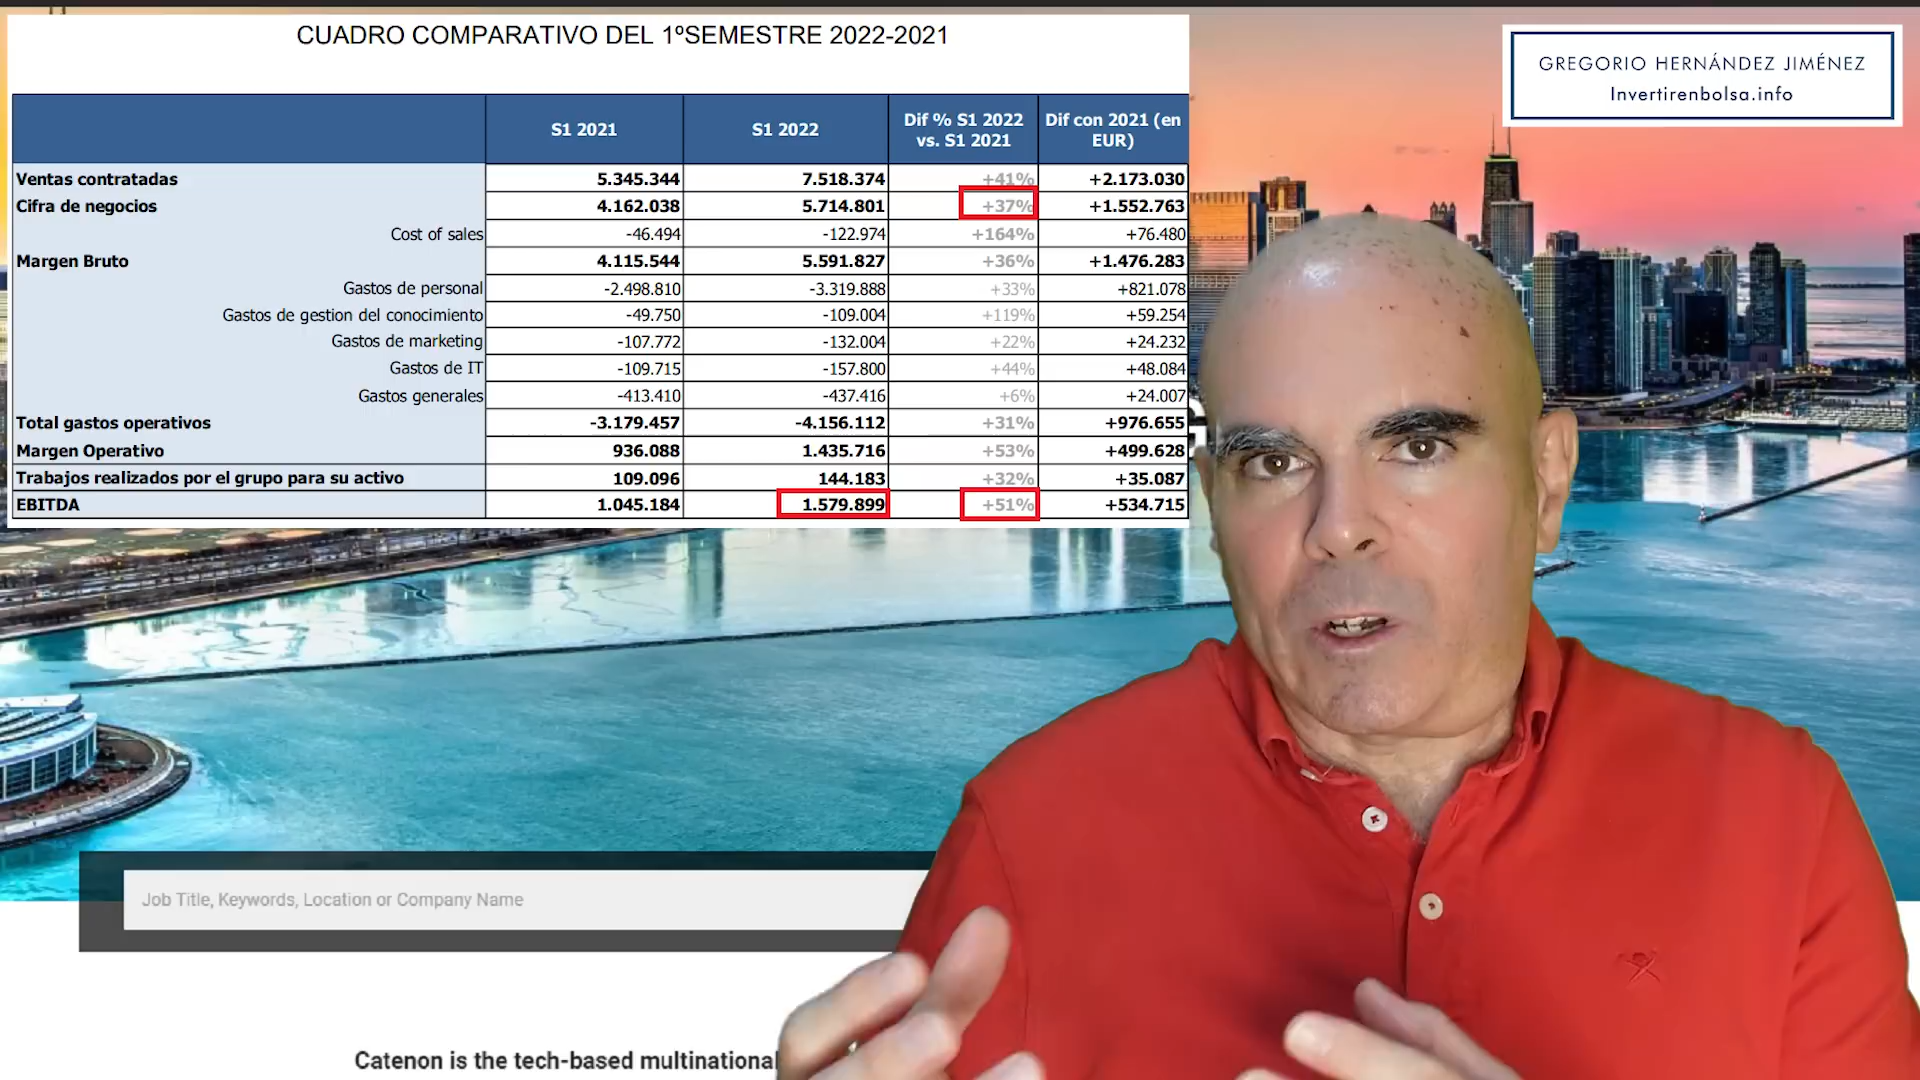 CUADRO COMPARATIVO DEL 1ºSEMESTRE 2022-2021
GREGORIO HERNÁNDEZ JIMÉNEZ
Invertirenbolsa.info
S1 2021 S1 2022 Dif % S1 2022 vs. S1 2021 Dif con 2021 (en EUR)
Ventas contratadas 5.345.344 7.518.374 +41% +2.173.030
Cifra de negocios 4.162.038 5.714.801 +37% +1.552.763
Cost of sales -46.494 -122.974 +164% +76.480
Margen Bruto 4.115.544 5.591.827 +36% +1.476.283
Gastos de personal -2.498.810 -3.319.888 +33% +821.078
Gastos de gestion del conocimiento -49.750 -109.004 +119% +59.254
Gastos de marketing -107.772 -132.004 +22% +24.232
Gastos de IT -109.715 -157.800 +44% +48.084
Gastos generales -413.410 -437.416 +6% +24.007
Total gastos operativos -3.179.457 -4.156.112 +31% +976.655
Margen Operativo 936.088 1.435.716 +53% +499.628
Trabajos realizados por el grupo para su activo 109.096 144.183 +32% +35.087
EBITDA 1.045.184 1.579.899 +51% +534.715
Job Title, Keywords, Location or Company Name
Catenon is the tech-based multinational